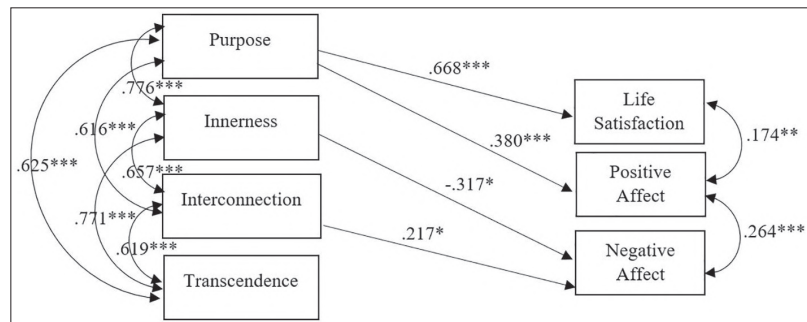 Purpose
.668***
.776***
Life
Satisfaction
Innerness
.616***
.380***
.174**
.625***
.657***
Positive
Affect
-.317*
Interconnection
.771***
.217*
.264***
.619***
Negative
Affect
Transcendence